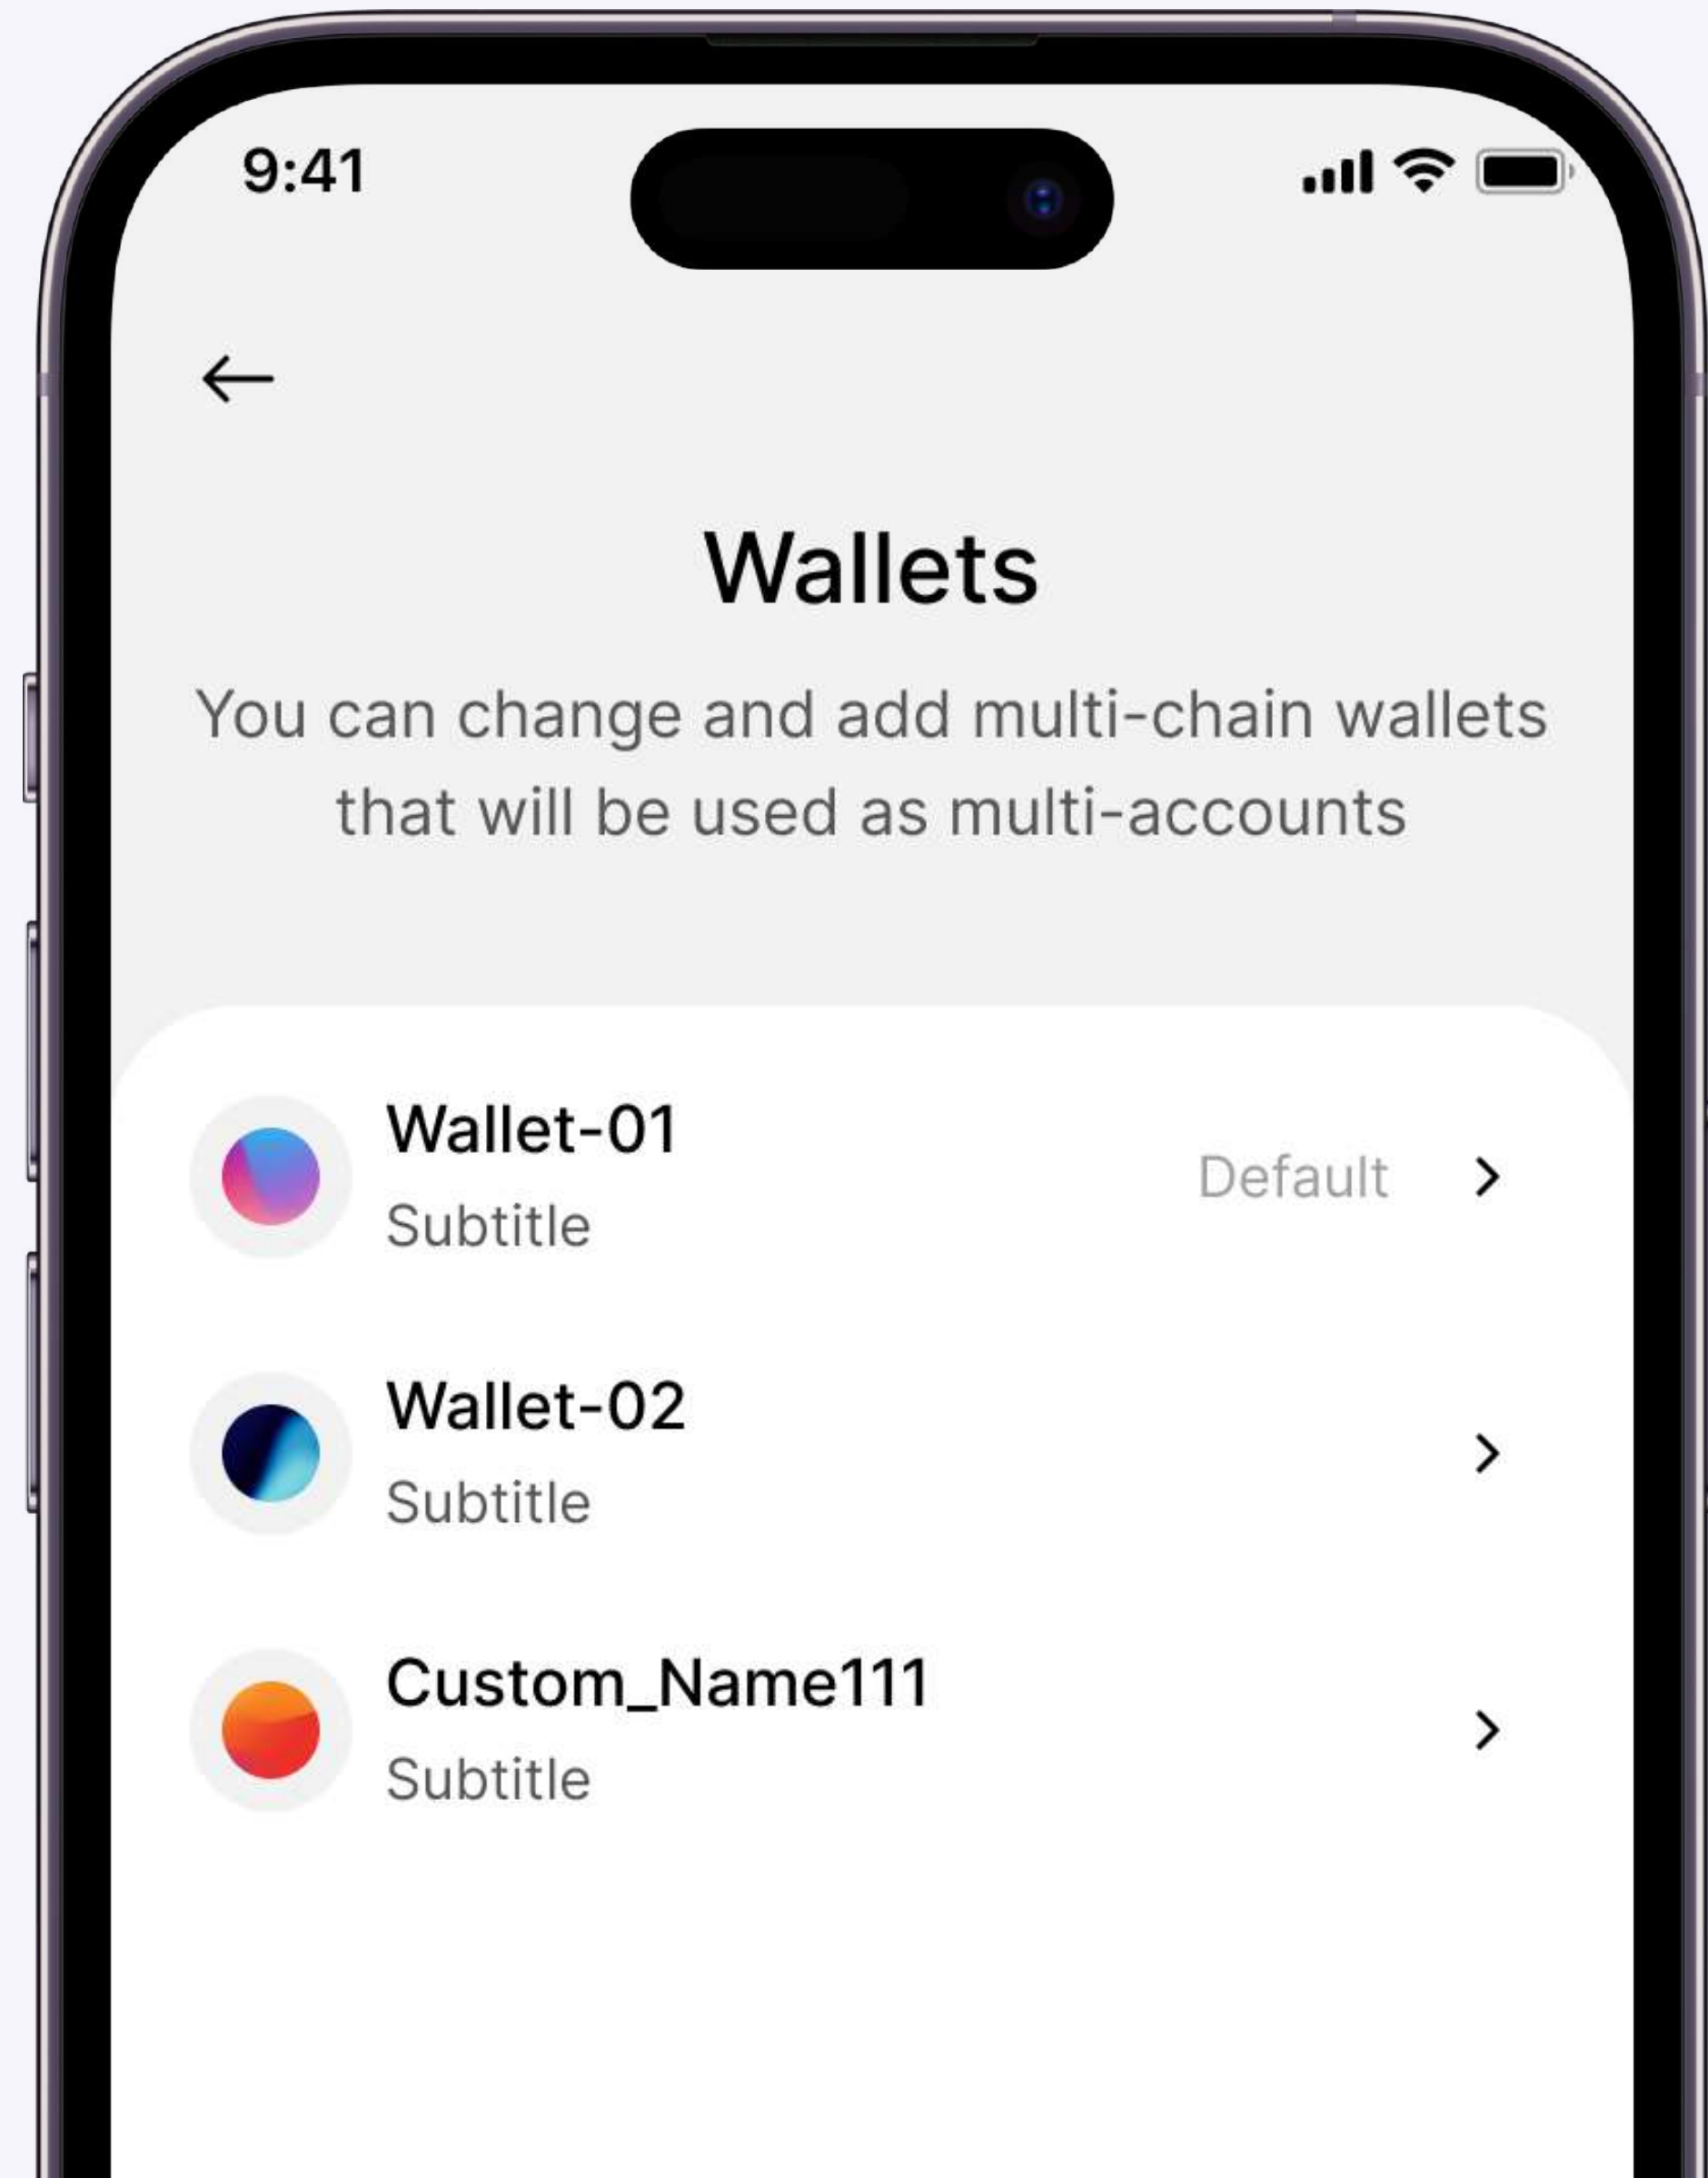 9:41
Wallets
You can change and add multi-chain wallets
that will be used as multi-accounts
Wallet-01
Default
Subtitle
Wallet-02
Subtitle
Custom_Name111
Subtitle